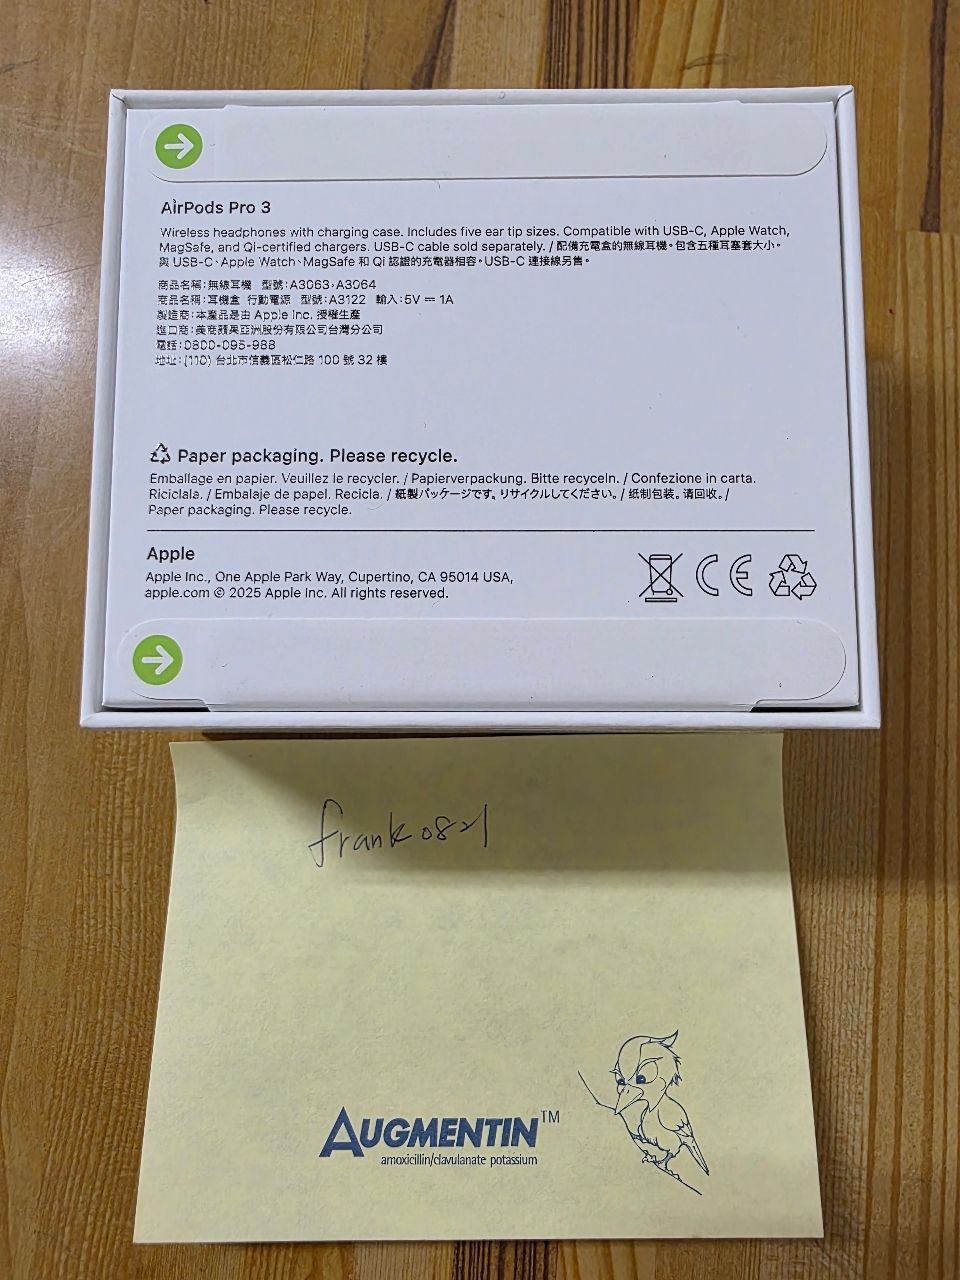 AirPods Pro 3
Wireless headphones with charging case. Includes five ear tip sizes. Compatible with USB-C, Apple Watch,
MagSafe, and Qi-certified chargers. USB-C cable sold separately. / 配備充電盒的無線耳機。包含五種耳塞套大小。
與 USB-C、Apple Watch、MagSafe 和 Qi 認證的充電器相容。USB-C 連接線另售。
商品名稱：無線耳機 型號：A3063、A3064
商品名稱：耳機盒 行動電源 型號：A3122 輸入：5V ⎓ 1A
製造商：本產品是由 Apple Inc. 授權生產
進口商：美商蘋果亞洲股份有限公司台灣分公司
電話：0800-095-988
地址：(110) 台北市信義區松仁路 100 號 32 樓
Paper packaging. Please recycle.
Emballage en papier. Veuillez le recycler. / Papierverpackung. Bitte recyceln. / Confezione in carta.
Riciclala. / Embalaje de papel. Recicla. / 紙製パッケージです。リサイクルしてください。 / 纸制包装。请回收。 /
Paper packaging. Please recycle.
Apple
Apple Inc., One Apple Park Way, Cupertino, CA 95014 USA,
apple.com © 2025 Apple Inc. All rights reserved.
CE
frank0821
AUGMENTIN™
amoxicillin/clavulanate potassium